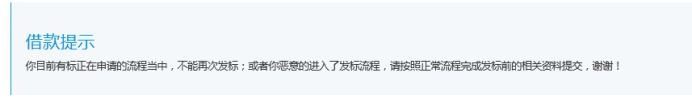 借款提示
你目前有标正在申请的流程当中，不能再次发标；或者你恶意的进入了发标流程，请按照正常流程完成发标前的相关资料提交，谢谢！